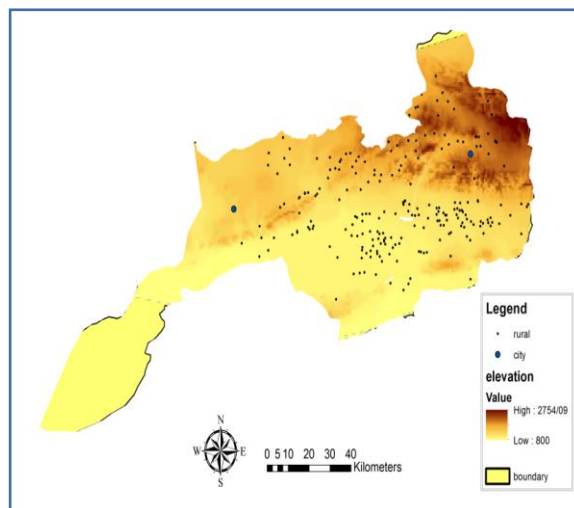 Legend
rural
city
elevation
Value
High : 2754/09
Low : 800
boundary
N
W E
S
0 5 10 20 30 40
Kilometers